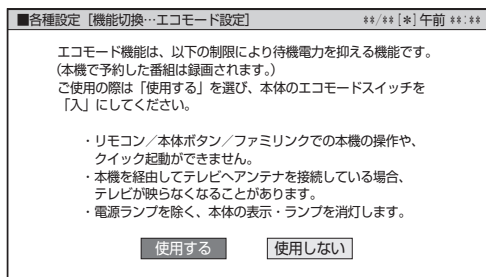 ■各種設定［機能切換…エコモード設定］ **/**[*]午前 **:**
エコモード機能は、以下の制限により待機電力を抑える機能です。
(本機で予約した番組は録画されます。)
ご使用の際は「使用する」を選び、本体のエコモードスイッチを
「入」にしてください。
・リモコン／本体ボタン／ファミリンクでの本機の操作や、
クイック起動ができません。
・本機を経由してテレビへアンテナを接続している場合、
テレビが映らなくなることがあります。
・電源ランプを除く、本体の表示・ランプを消灯します。
使用する 使用しない